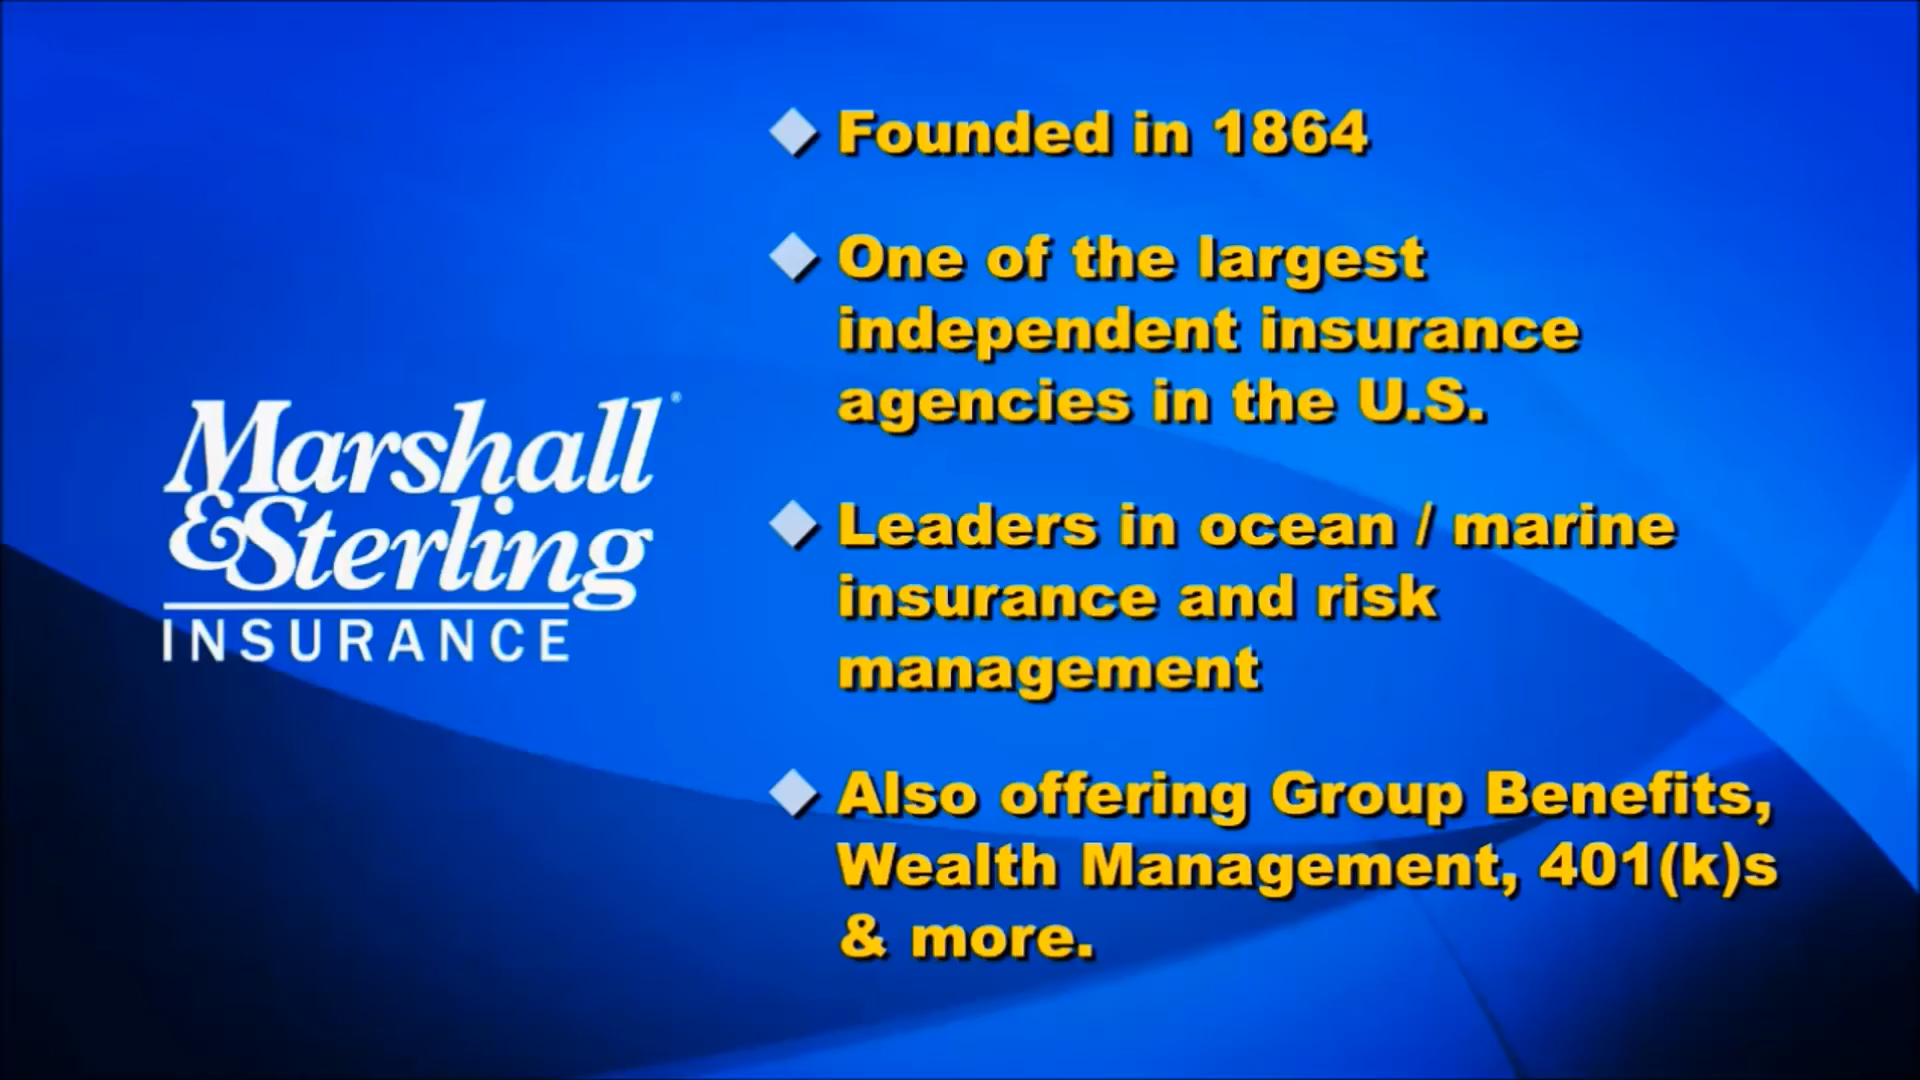 Marshall
&Sterling
INSURANCE
Founded in 1864
One of the largest
independent insurance
agencies in the U.S.
Leaders in ocean / marine
insurance and risk
management
Also offering Group Benefits,
Wealth Management, 401(k)s
& more.